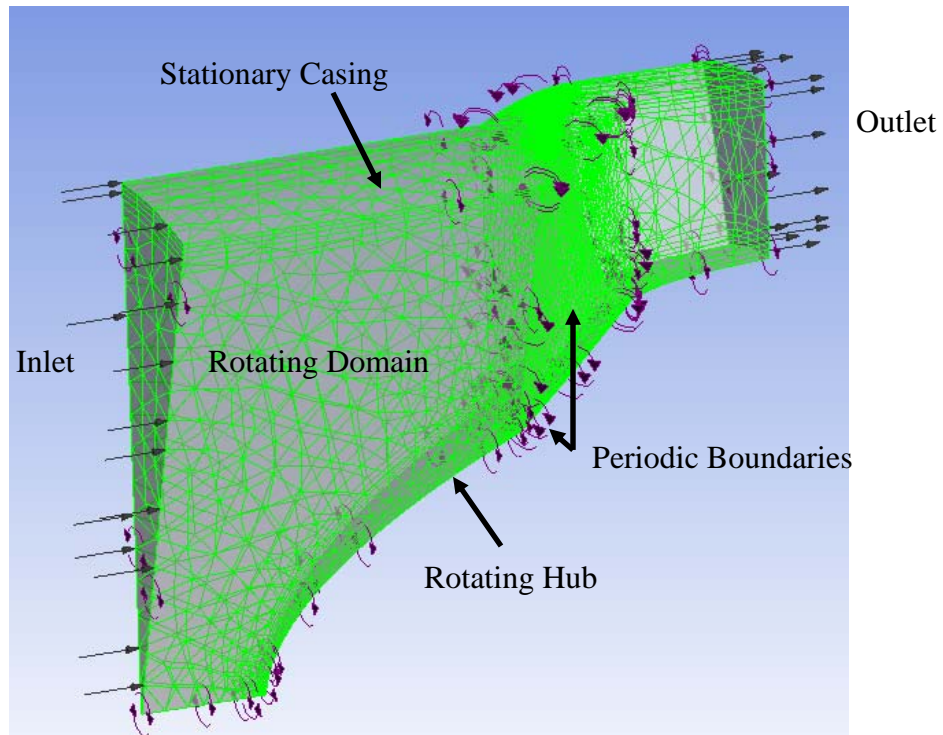 Stationary Casing
Outlet
Inlet
Rotating Domain
Periodic Boundaries
Rotating Hub